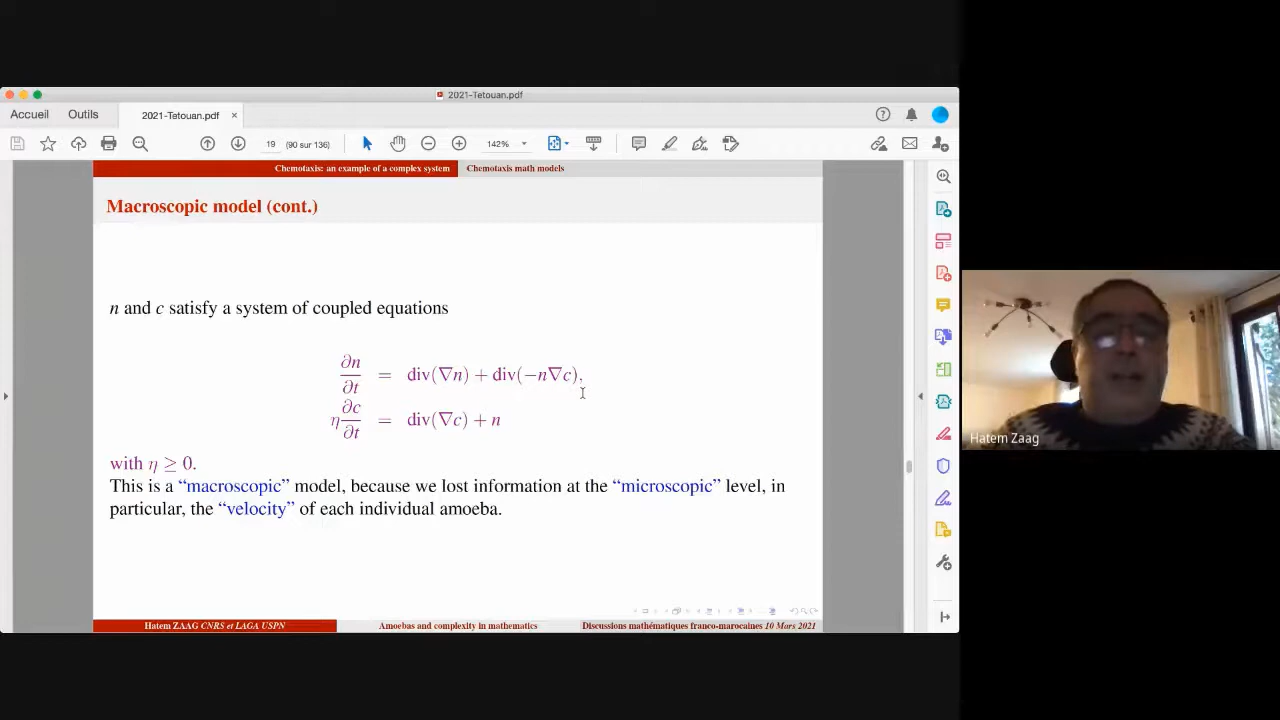 2021-Tetouan.pdf
Accueil Outils 2021-Tetouan.pdf ×
19 (90 sur 136) 142%
Chemotaxis: an example of a complex system Chemotaxis math models
Macroscopic model (cont.)
n and c satisfy a system of coupled equations
∂n/∂t = div(∇n) + div(−n∇c),
η ∂c/∂t = div(∇c) + n
with η ≥ 0.
This is a “macroscopic” model, because we lost information at the “microscopic” level, in
particular, the “velocity” of each individual amoeba.
Hatem ZAAG CNRS et LAGA USPN Amoebas and complexity in mathematics Discussions mathématiques franco-marocaines 10 Mars 2021
Hatem Zaag